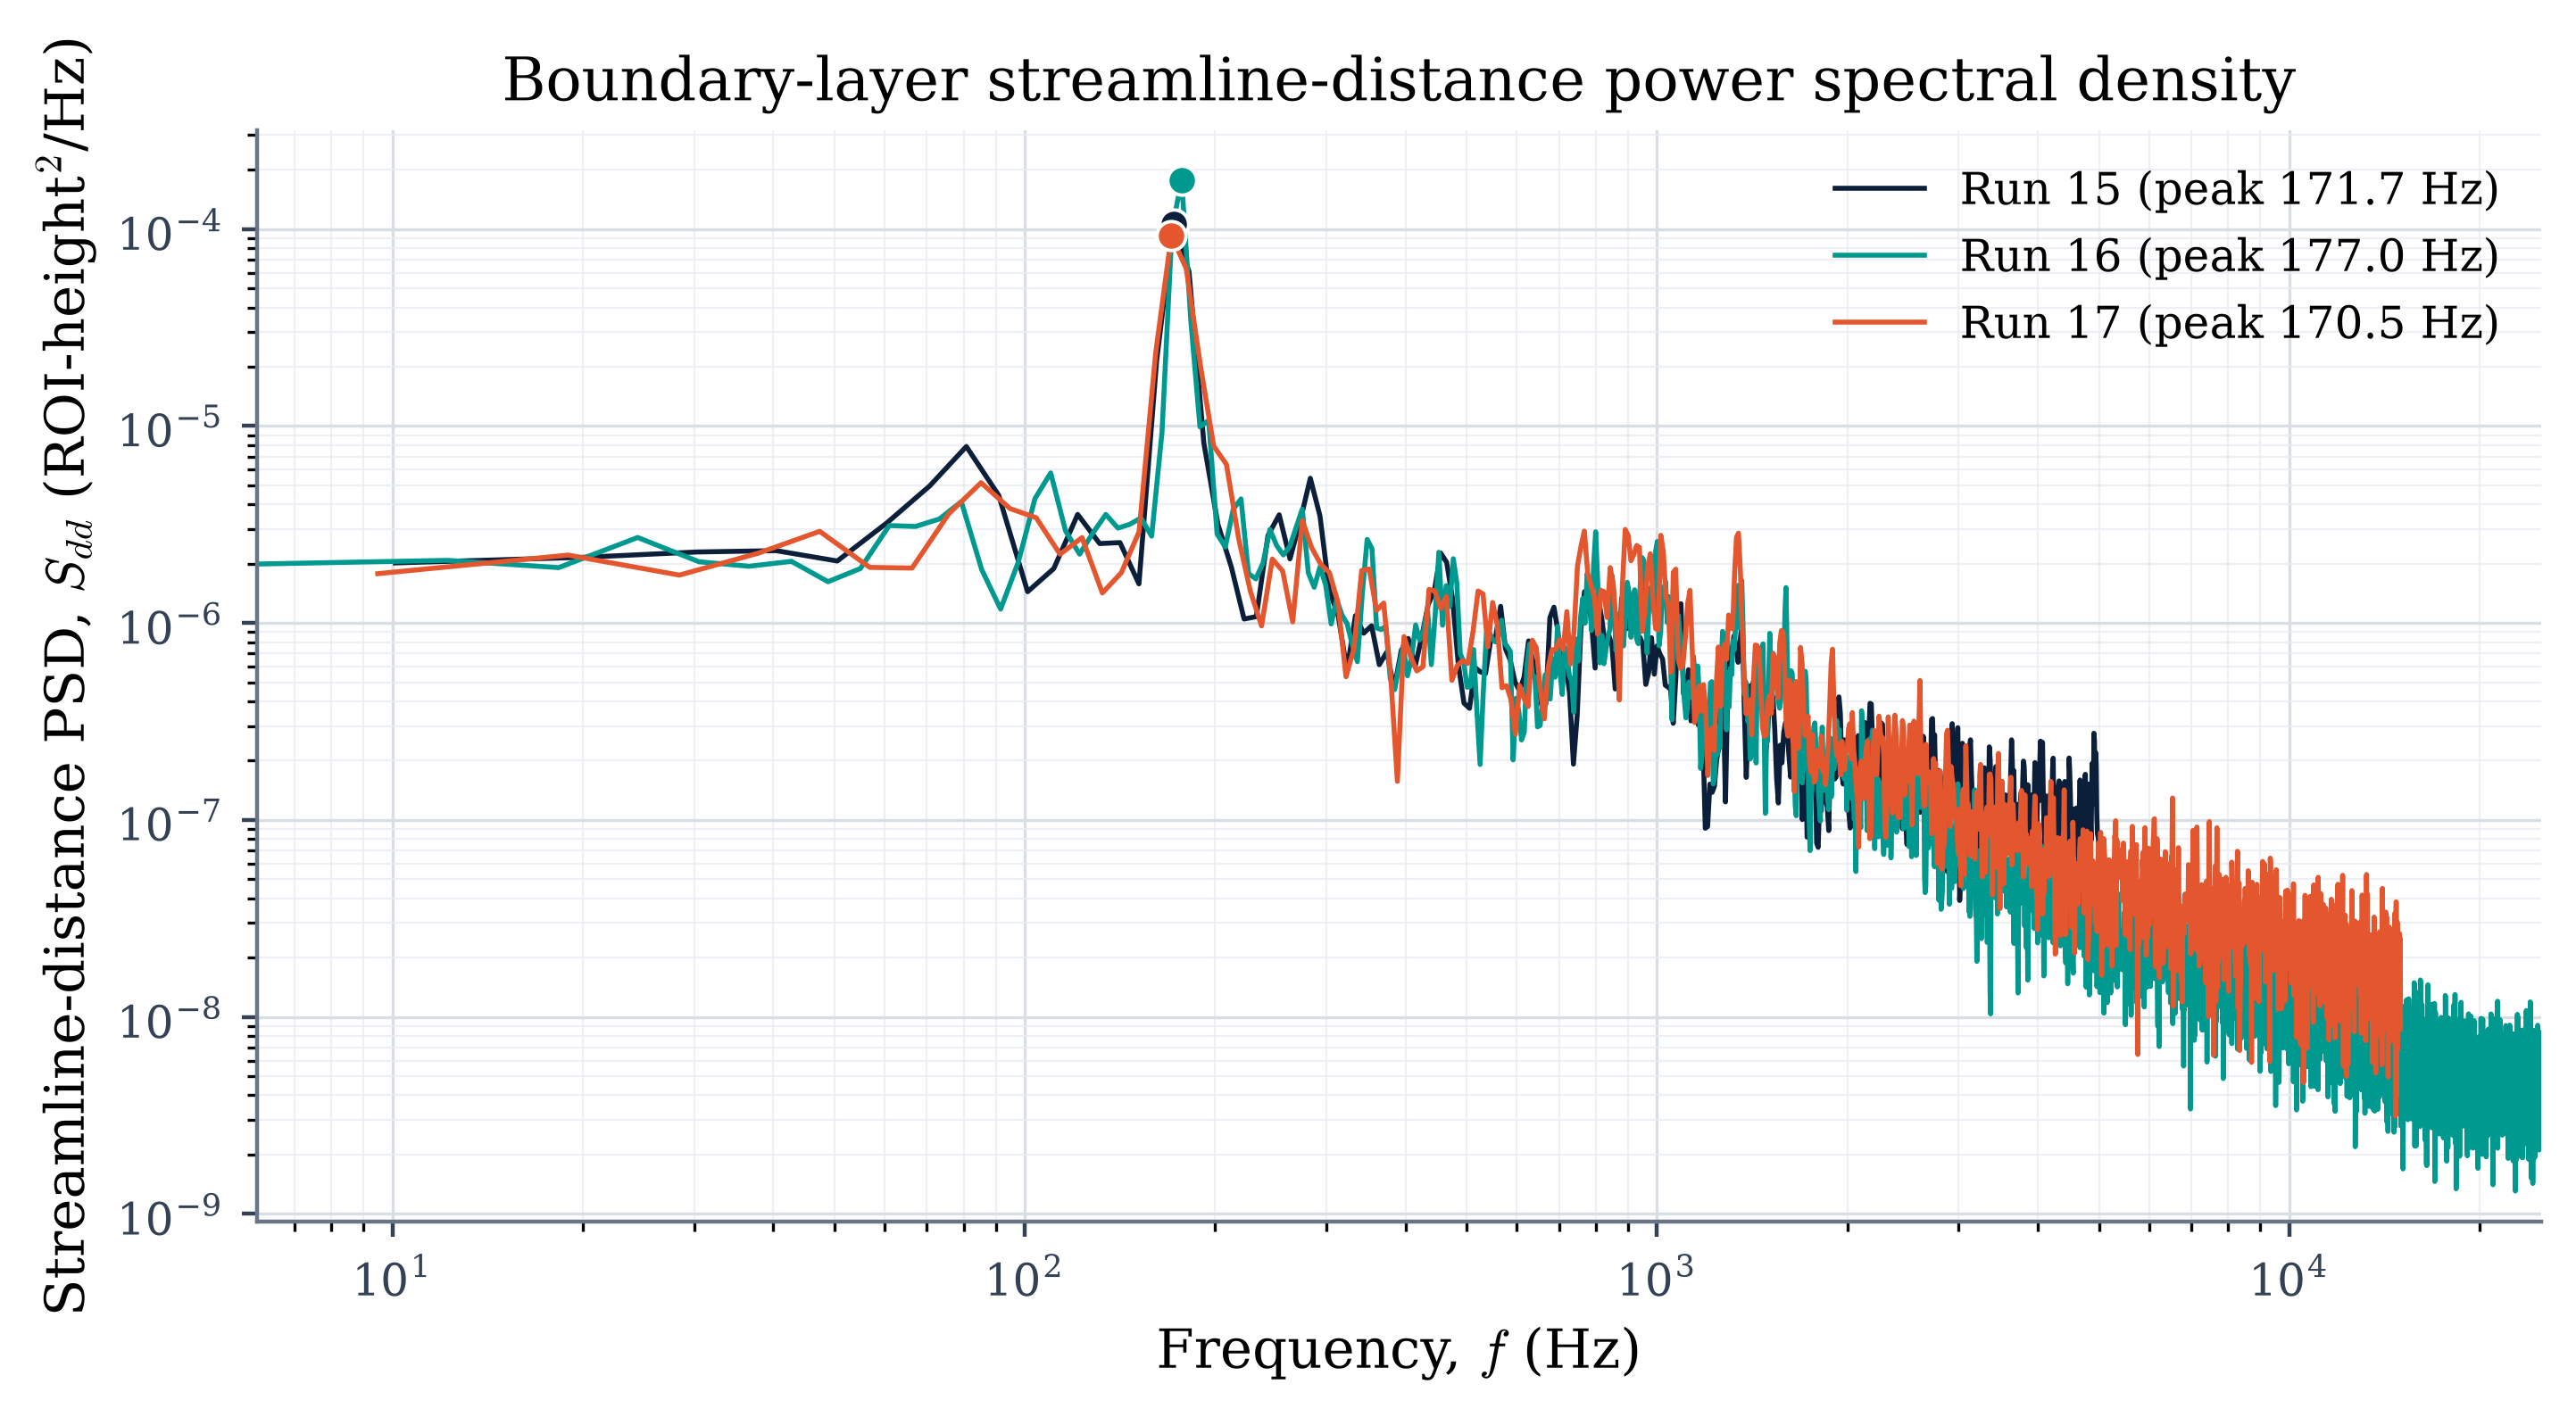 Boundary-layer streamline-distance power spectral density
Streamline-distance PSD, S_dd (ROI-height²/Hz)
10⁻⁴
10⁻⁵
10⁻⁶
10⁻⁷
10⁻⁸
10⁻⁹
Run 15 (peak 171.7 Hz)
Run 16 (peak 177.0 Hz)
Run 17 (peak 170.5 Hz)
10¹ 10² 10³ 10⁴
Frequency, f (Hz)